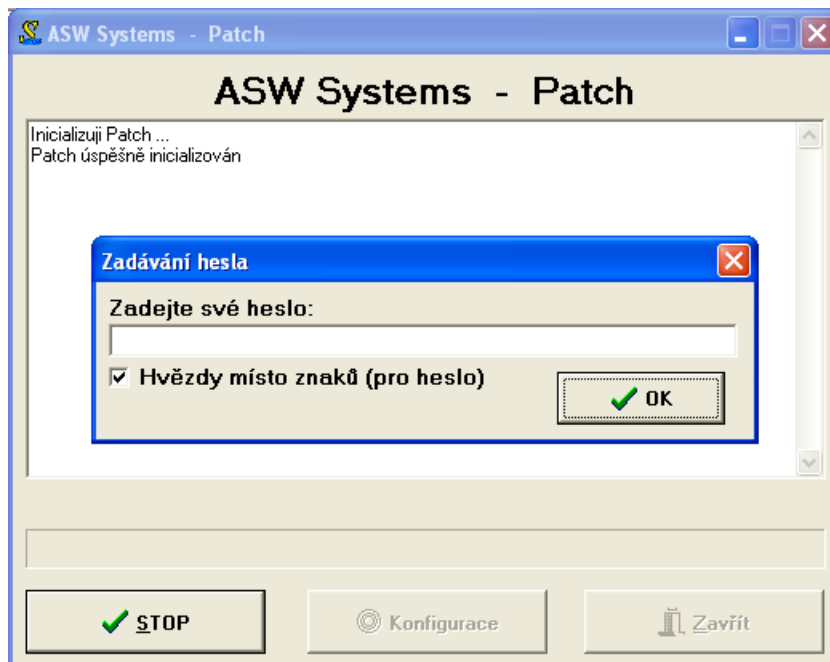 ASW Systems - Patch
ASW Systems - Patch
Inicializuji Patch ...
Patch úspěšně inicializován
Zadávání hesla
Zadejte své heslo:
Hvězdy místo znaků (pro heslo)
OK
STOP
Konfigurace
Zavřít